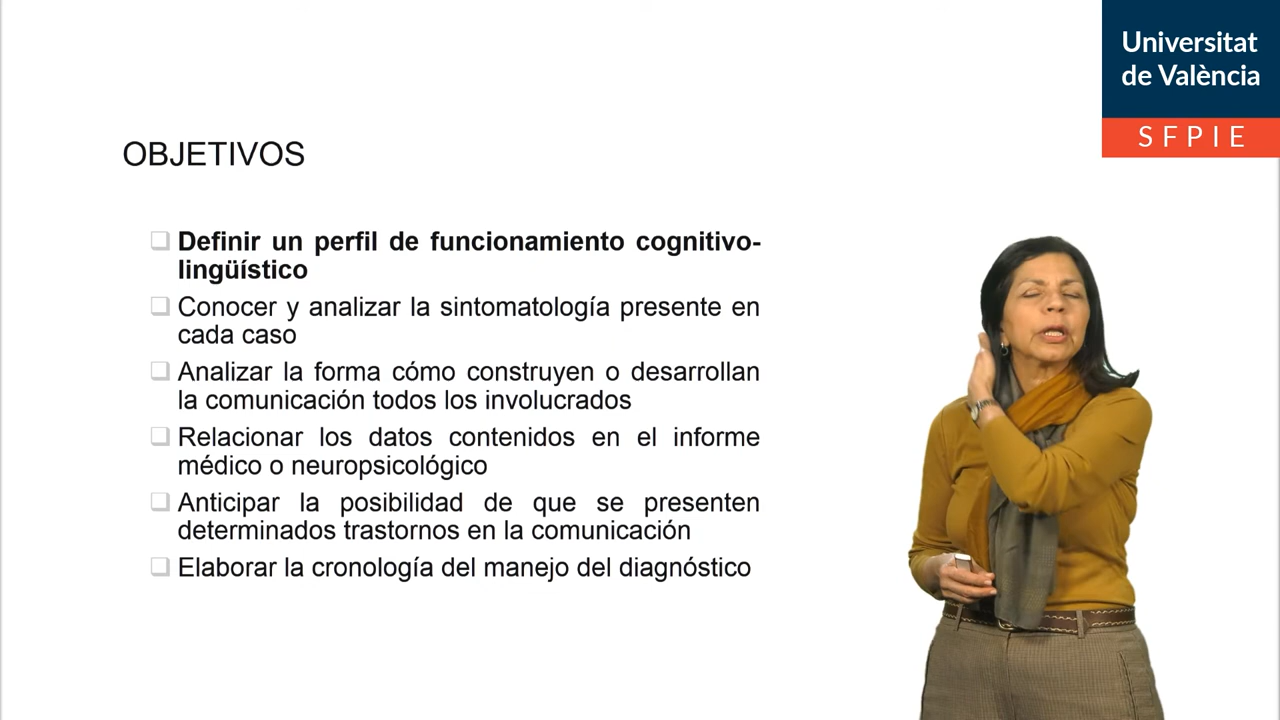 Universitat
de València
SFPIE
OBJETIVOS
Definir un perfil de funcionamiento cognitivo-
lingüístico
Conocer y analizar la sintomatología presente en
cada caso
Analizar la forma cómo construyen o desarrollan
la comunicación todos los involucrados
Relacionar los datos contenidos en el informe
médico o neuropsicológico
Anticipar la posibilidad de que se presenten
determinados trastornos en la comunicación
Elaborar la cronología del manejo del diagnóstico